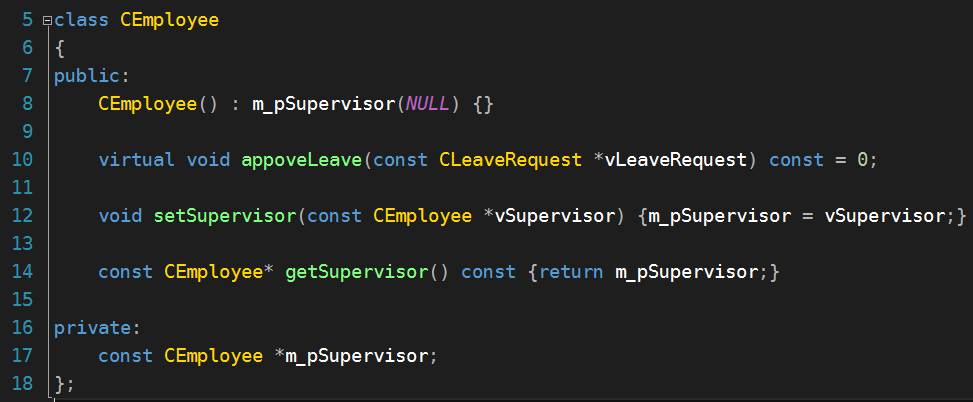 5 class CEmployee
6 {
7 public:
8 CEmployee() : m_pSupervisor(NULL) {}
9
10 virtual void appoveLeave(const CLeaveRequest *vLeaveRequest) const = 0;
11
12 void setSupervisor(const CEmployee *vSupervisor) {m_pSupervisor = vSupervisor;}
13
14 const CEmployee* getSupervisor() const {return m_pSupervisor;}
15
16 private:
17 const CEmployee *m_pSupervisor;
18 };